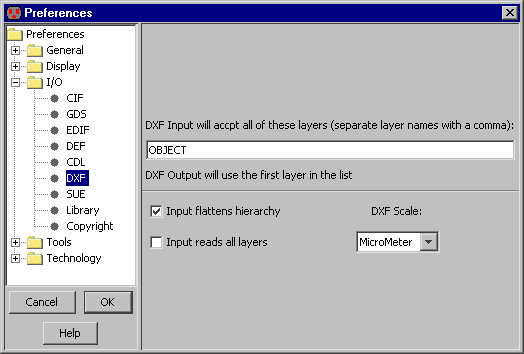 Preferences
Preferences
General
Display
I/O
CIF
GDS
EDIF
DEF
CDL
DXF
SUE
Library
Copyright
Tools
Technology
Cancel
OK
Help
DXF Input will accpt all of these layers (separate layer names with a comma):
OBJECT
DXF Output will use the first layer in the list
Input flattens hierarchy
DXF Scale:
Input reads all layers
MicroMeter